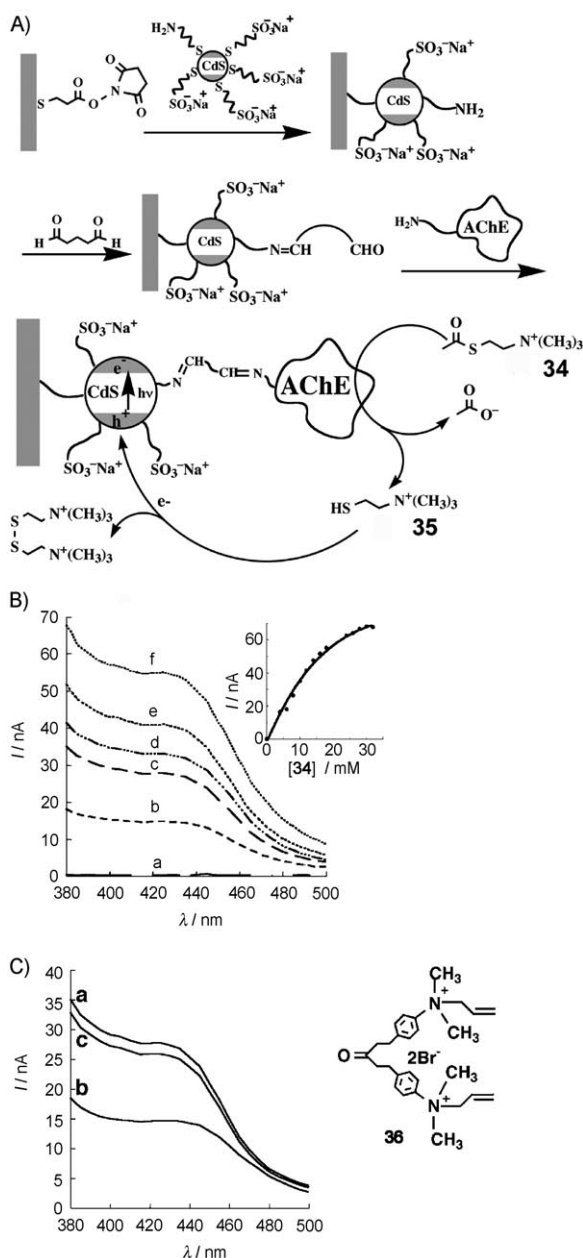 A)
H₂N
S
SO₃⁻Na⁺
S
S
CdS
S
S
SO₃⁻Na⁺
SO₃⁻Na⁺
SO₃⁻Na⁺
S
O
O
N
O
O
SO₃⁻Na⁺
CdS
NH₂
SO₃⁻Na⁺
SO₃⁻Na⁺
O
O
H
H
SO₃⁻Na⁺
CdS
N=CH
CHO
SO₃⁻Na⁺
SO₃⁻Na⁺
H₂N
AChE
SO₃⁻Na⁺
e-
CdS
hν
h⁺
N
CH
CH=N
AChE
SO₃⁻Na⁺
SO₃⁻Na⁺
O
S
N⁺(CH₃)₃
34
O
O⁻
HS
N⁺(CH₃)₃
35
e-
N⁺(CH)₃)₃
S
S
N⁺(CH₃)₃
B)
70
60
50
40
30
20
10
0
I / nA
f
e
d
c
b
a
380 400 420 440 460 480 500
λ / nm
60
40
20
0
I / nA
0 10 20 30
[34] / mM
C)
40
35
30
25
20
15
10
5
0
I / nA
a
c
b
380 400 420 440 460 480 500
λ / nm
CH₃
+
N
CH₃
O
2Br⁻
CH₃
N
+
CH₃
36